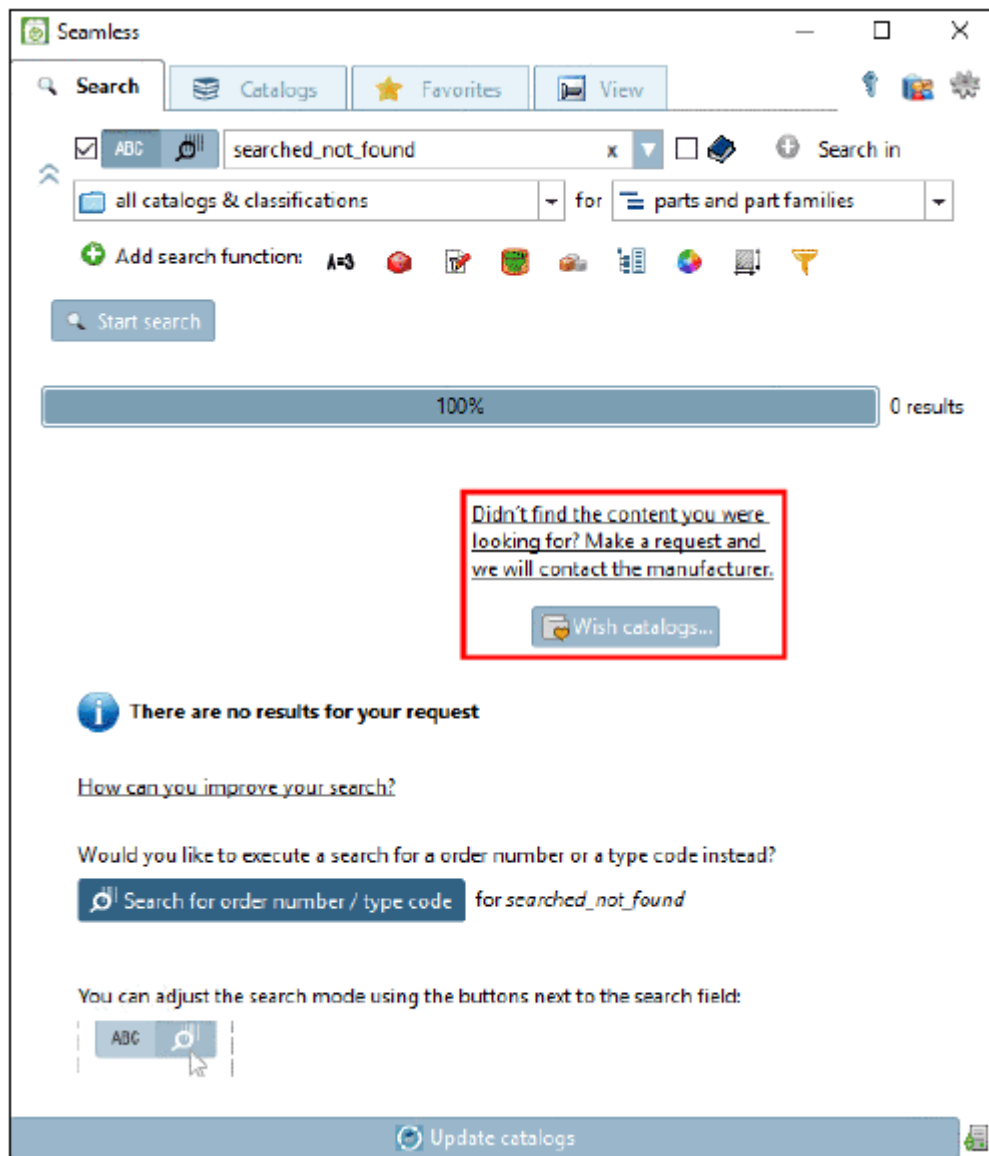 Seamless
Search Catalogs Favorites View
ABC searched_not_found x Search in
all catalogs & classifications for parts and part families
Add search function: A=3
Start search
100% 0 results
Didn't find the content you were
looking for? Make a request and
we will contact the manufacturer.
Wish catalogs...
There are no results for your request
How can you improve your search?
Would you like to execute a search for a order number or a type code instead?
Search for order number / type code for searched_not_found
You can adjust the search mode using the buttons next to the search field:
ABC
Update catalogs